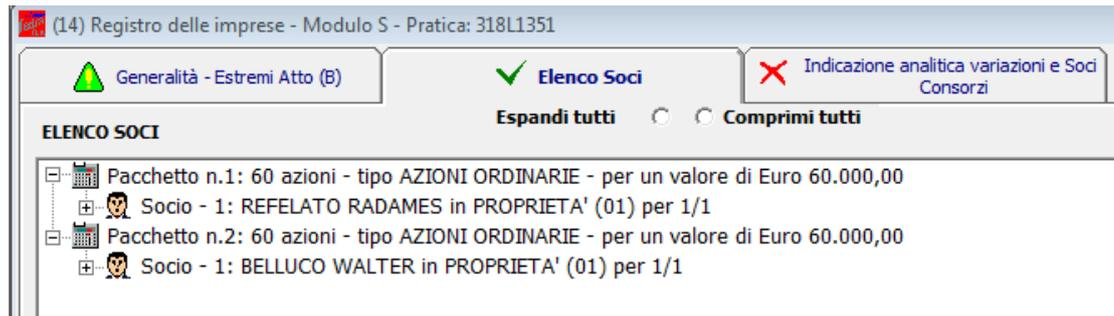 (14) Registro delle imprese - Modulo S - Pratica: 318L1351
Generalità - Estremi Atto (B)
Elenco Soci
Indicazione analitica variazioni e Soci
Consorzi
ELENCO SOCI
Espandi tutti
Comprimi tutti
Pacchetto n.1: 60 azioni - tipo AZIONI ORDINARIE - per un valore di Euro 60.000,00
Socio - 1: REFELATO RADAMES in PROPRIETA' (01) per 1/1
Pacchetto n.2: 60 azioni - tipo AZIONI ORDINARIE - per un valore di Euro 60.000,00
Socio - 1: BELLUCO WALTER in PROPRIETA' (01) per 1/1